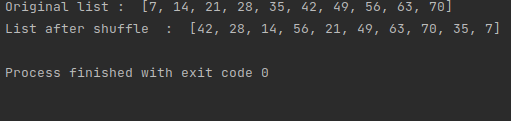 Original list :  [7, 14, 21, 28, 35, 42, 49, 56, 63, 70]
List after shuffle  :  [42, 28, 14, 56, 21, 49, 63, 70, 35, 7]
Process finished with exit code 0